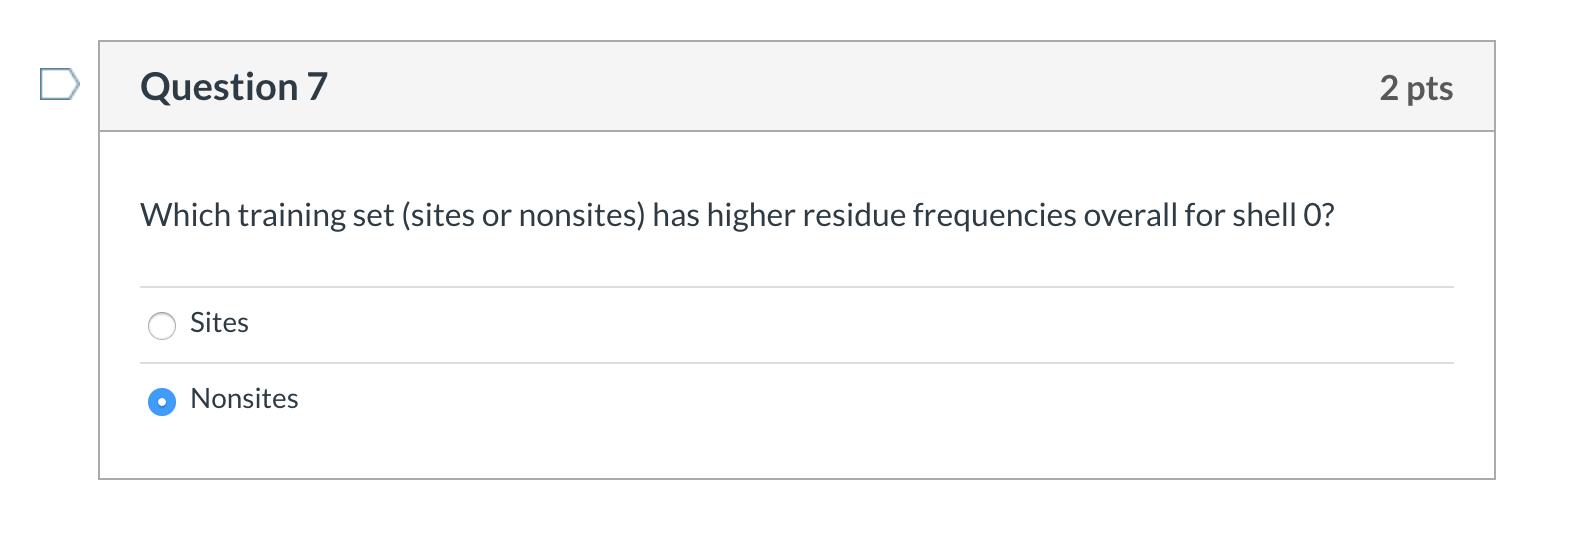 Question 7
2 pts
Which training set (sites or nonsites) has higher residue frequencies overall for shell 0?
Sites
Nonsites